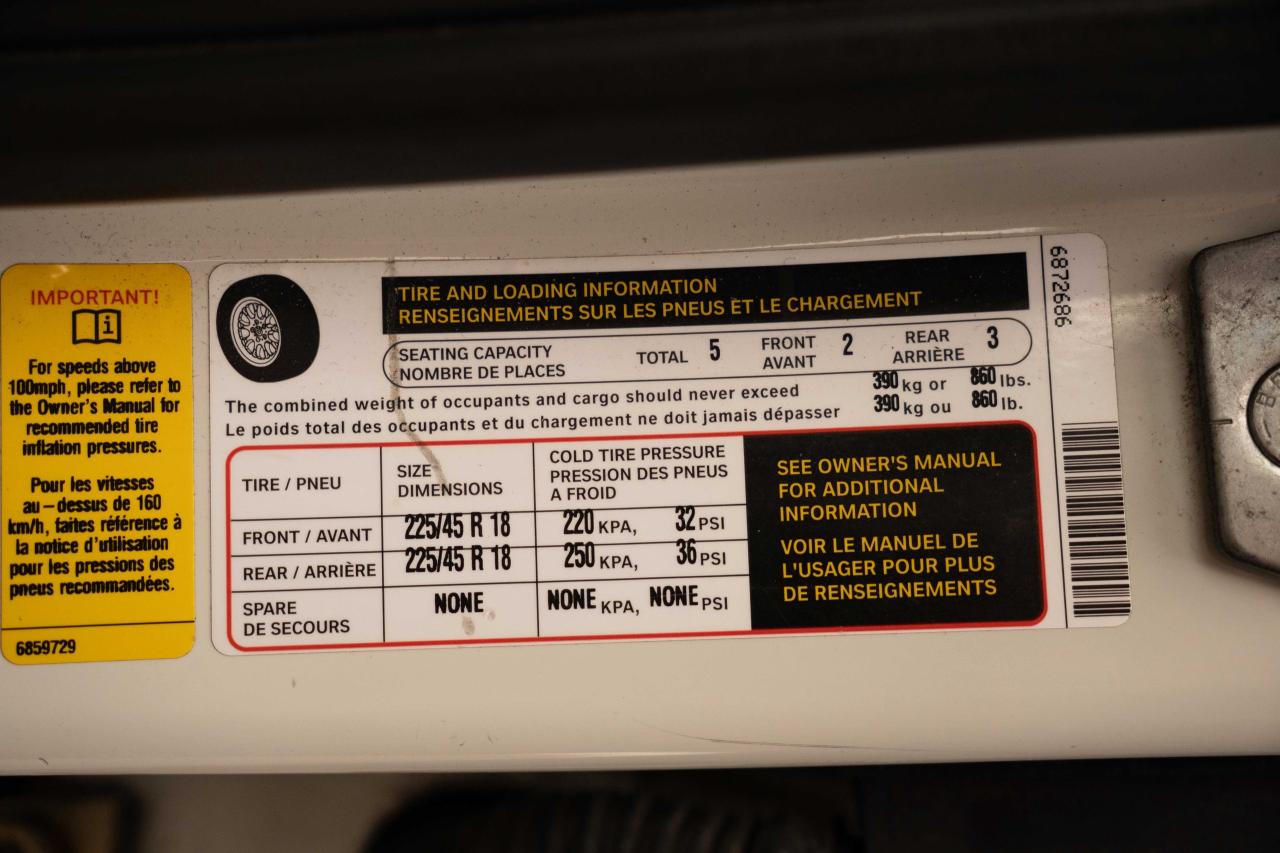 IMPORTANT!
i
For speeds above
100mph, please refer to
the Owner's Manual for
recommended tire
inflation pressures.
Pour les vitesses
au-dessus de 160
km/h, faites référence à
la notice d'utilisation
pour les pressions des
pneus recommandées.
6859729
TIRE AND LOADING INFORMATION
RENSEIGNEMENTS SUR LES PNEUS ET LE CHARGEMENT
SEATING CAPACITY
NOMBRE DE PLACES
TOTAL 5
FRONT
AVANT
2
REAR
ARRIÈRE
3
The combined weight of occupants and cargo should never exceed 390 kg or 860 lbs.
Le poids total des occupants et du chargement ne doit jamais dépasser 390 kg ou 860 lb.
TIRE / PNEU
SIZE
DIMENSIONS
COLD TIRE PRESSURE
PRESSION DES PNEUS
A FROID
FRONT / AVANT 225/45 R 18 220 KPA, 32 PSI
REAR / ARRIÈRE 225/45 R 18 250 KPA, 36 PSI
SPARE
DE SECOURS
NONE NONE KPA, NONE PSI
SEE OWNER'S MANUAL
FOR ADDITIONAL
INFORMATION
VOIR LE MANUEL DE
L'USAGER POUR PLUS
DE RENSEIGNEMENTS
6872686